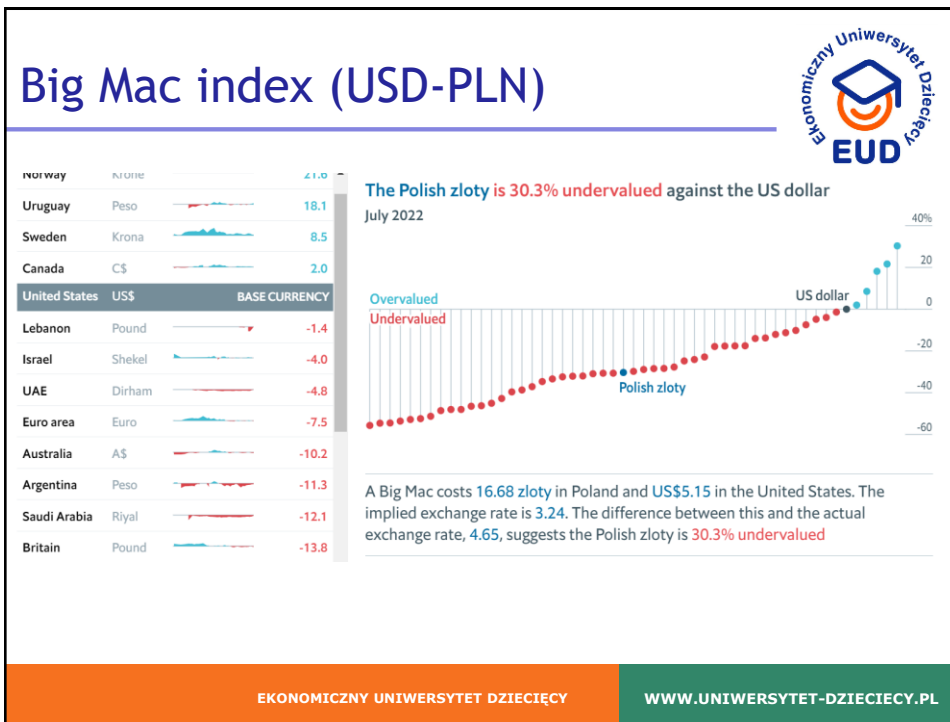 Big Mac index (USD-PLN)
Ekonomiczny Uniwersytet Dziecięcy
EUD
Norway Krone 21.6
Uruguay Peso 18.1
Sweden Krona 8.5
Canada C$ 2.0
United States US$ BASE CURRENCY
Lebanon Pound -1.4
Israel Shekel -4.0
UAE Dirham -4.8
Euro area Euro -7.5
Australia A$ -10.2
Argentina Peso -11.3
Saudi Arabia Riyal -12.1
Britain Pound -13.8
The Polish zloty is 30.3% undervalued against the US dollar
July 2022
40%
20
Overvalued
US dollar
0
Undervalued
-20
Polish zloty
-40
-60
A Big Mac costs 16.68 zloty in Poland and US$5.15 in the United States. The
implied exchange rate is 3.24. The difference between this and the actual
exchange rate, 4.65, suggests the Polish zloty is 30.3% undervalued
EKONOMICZNY UNIWERSYTET DZIECIĘCY
WWW.UNIWERSYTET-DZIECIECY.PL